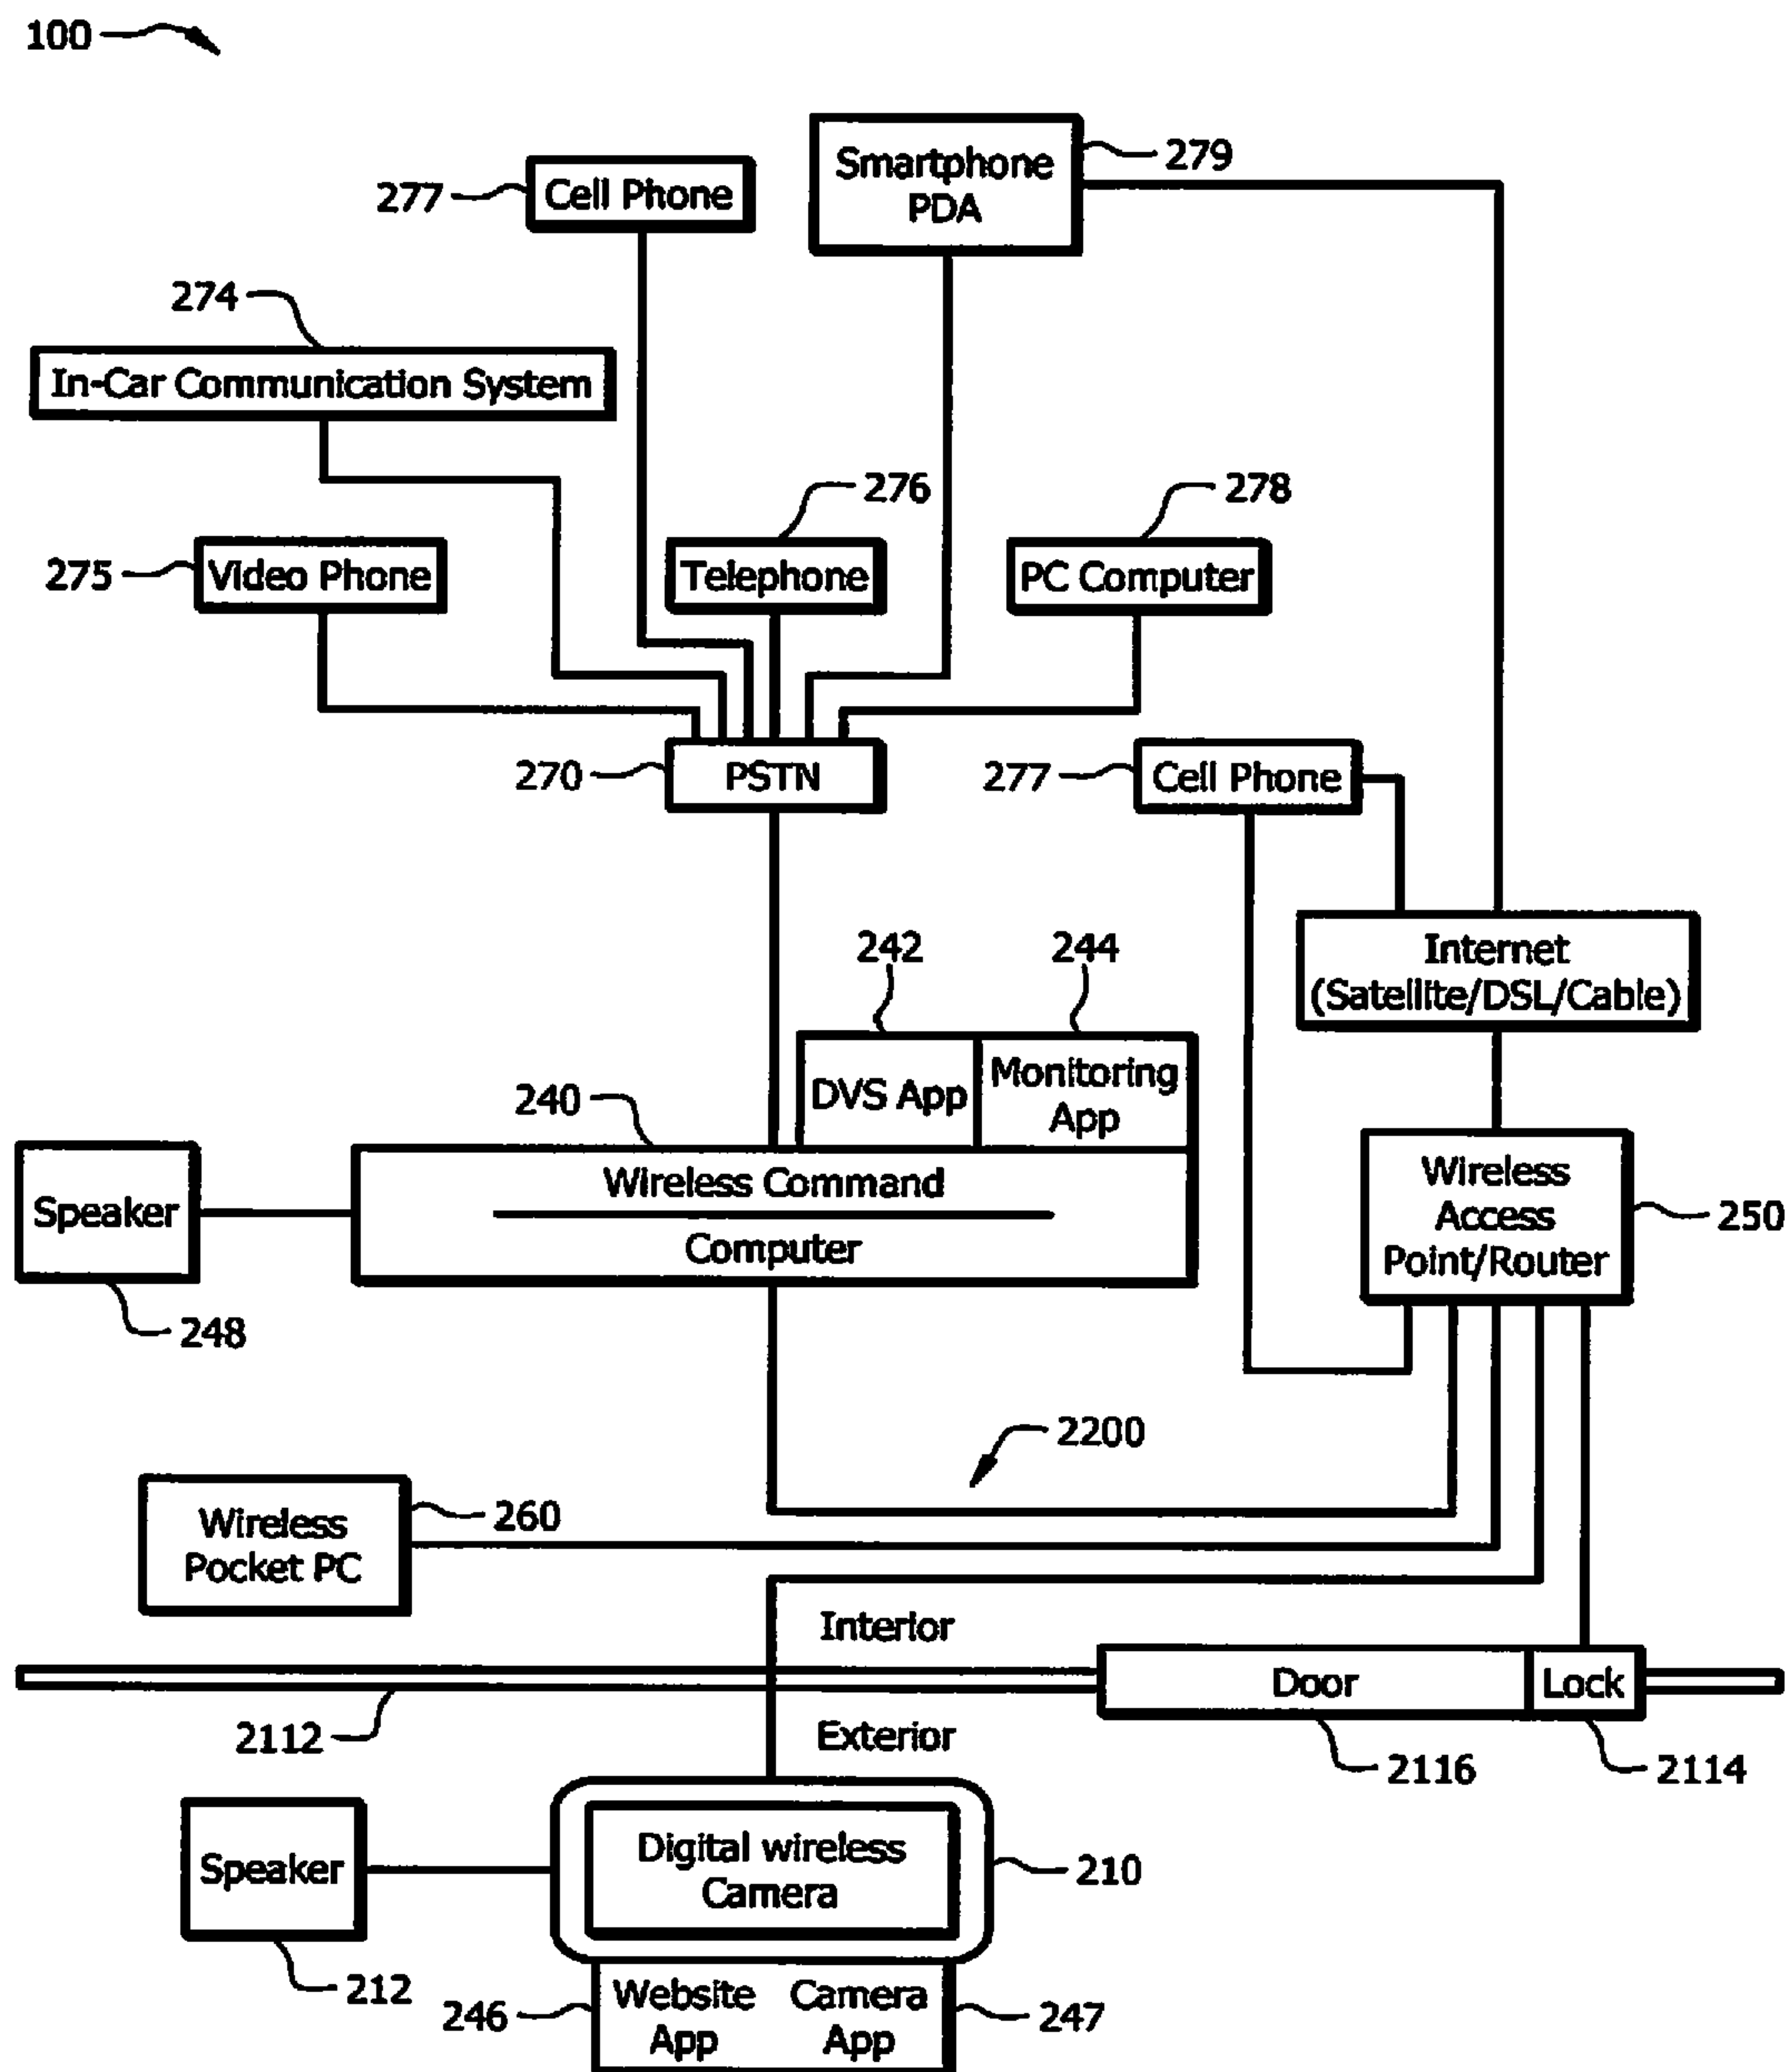 100
Smartphone
PDA
279
277
Cell Phone
274
In-Car Communication System
276
278
275
Video Phone
Telephone
PC Computer
270
PSTN
277
Cell Phone
242
244
Internet
(Satellite/DSL/Cable)
DVS App
Monitoring
App
240
Wireless Command
Computer
Speaker
248
Wireless
Access
Point/Router
250
2200
Wireless
Pocket PC
260
Interior
Door
Lock
2112
Exterior
2116
2114
Speaker
212
Digital wireless
Camera
210
246
Website
App
Camera
App
247